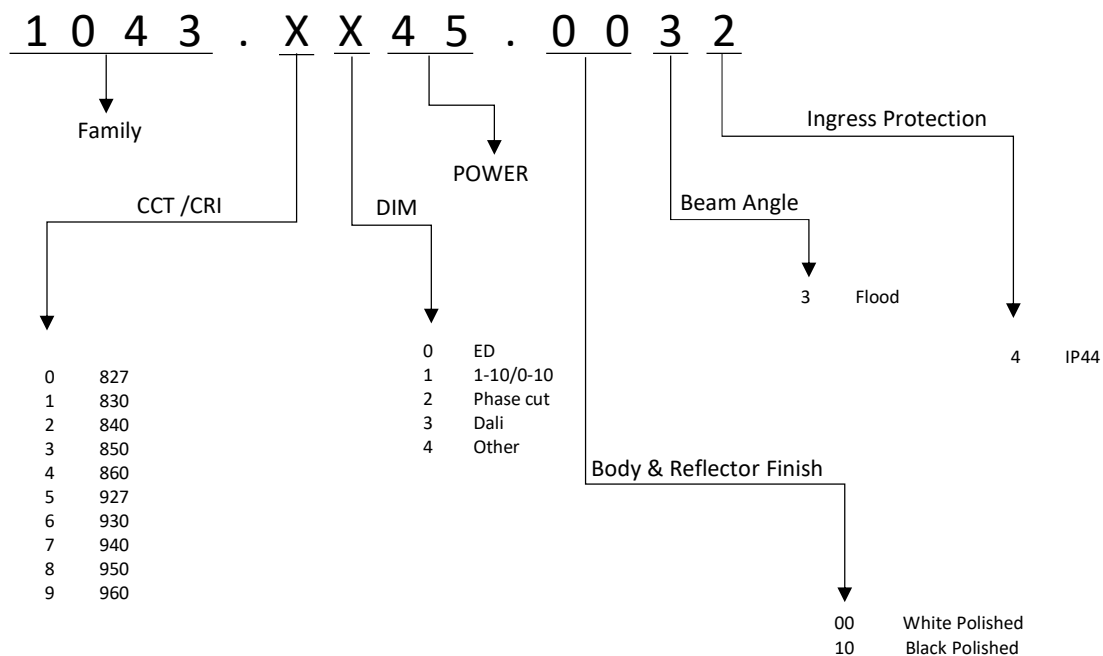 1 0 4 3 . X X 4 5 . 0 0 3 2
Family
POWER
Ingress Protection
CCT /CRI
DIM
Beam Angle
3 Flood
4 IP44
0 827
1 830
2 840
3 850
4 860
5 927
6 930
7 940
8 950
9 960
0 ED
1 1-10/0-10
2 Phase cut
3 Dali
4 Other
Body & Reflector Finish
00 White Polished
10 Black Polished